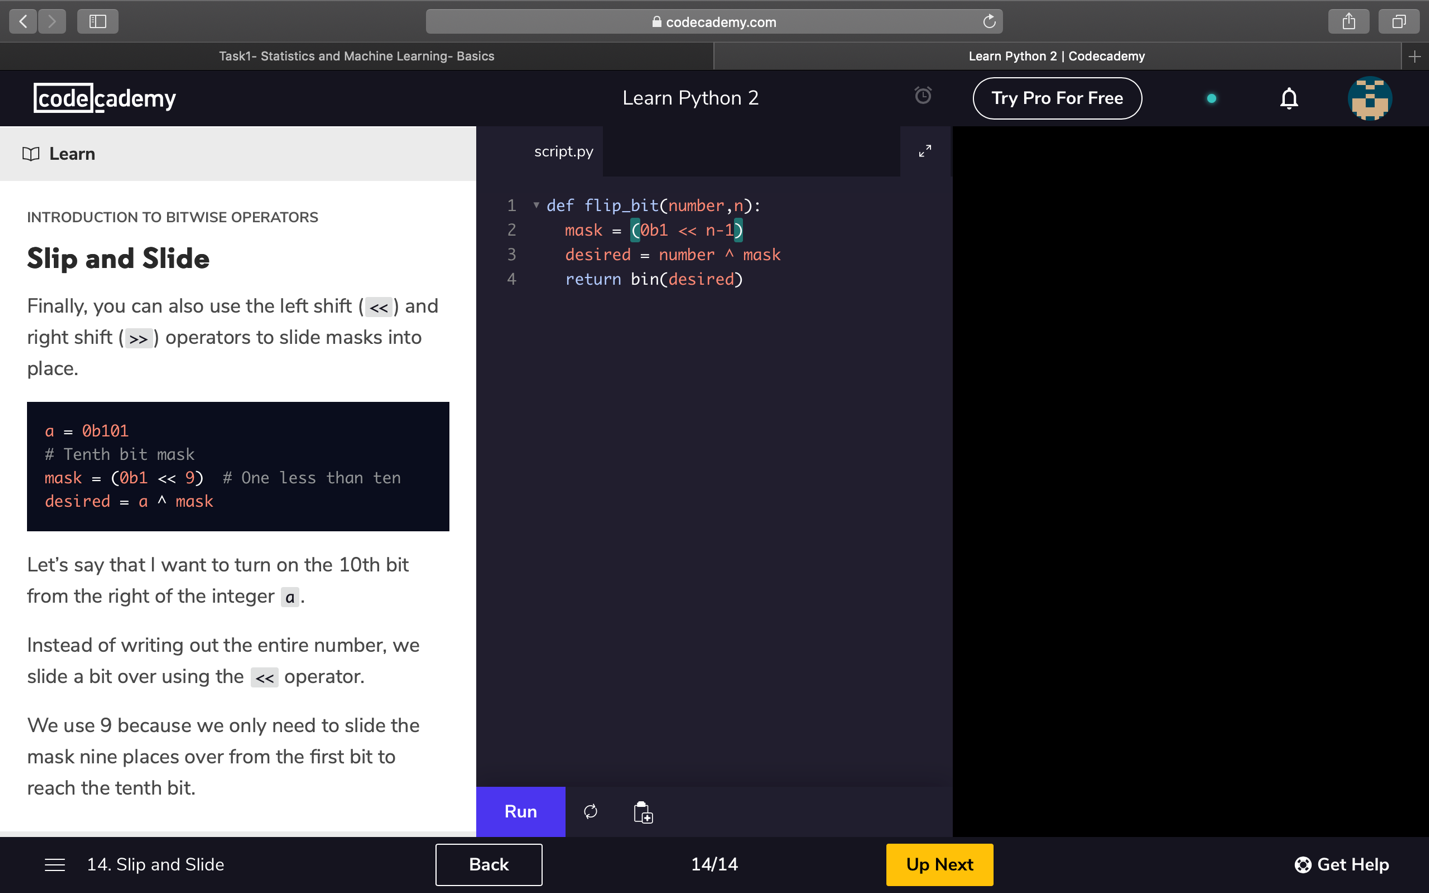 codecademy.com
Task1- Statistics and Machine Learning- Basics
Learn Python 2 | Codecademy
codecademy
Learn Python 2
Try Pro For Free
Learn
script.py
INTRODUCTION TO BITWISE OPERATORS
Slip and Slide
Finally, you can also use the left shift ( << ) and
right shift ( >> ) operators to slide masks into
place.
a = 0b101
# Tenth bit mask
mask = (0b1 << 9)  # One less than ten
desired = a ^ mask
Let’s say that I want to turn on the 10th bit
from the right of the integer a .
Instead of writing out the entire number, we
slide a bit over using the << operator.
We use 9 because we only need to slide the
mask nine places over from the first bit to
reach the tenth bit.
1 def flip_bit(number,n):
2   mask = (0b1 << n-1)
3   desired = number ^ mask
4   return bin(desired)
Run
14. Slip and Slide
Back
14/14
Up Next
Get Help